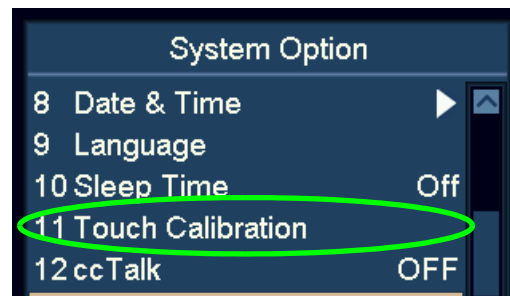 System Option
8 Date & Time
9 Language
10 Sleep Time Off
11 Touch Calibration
12 ccTalk OFF